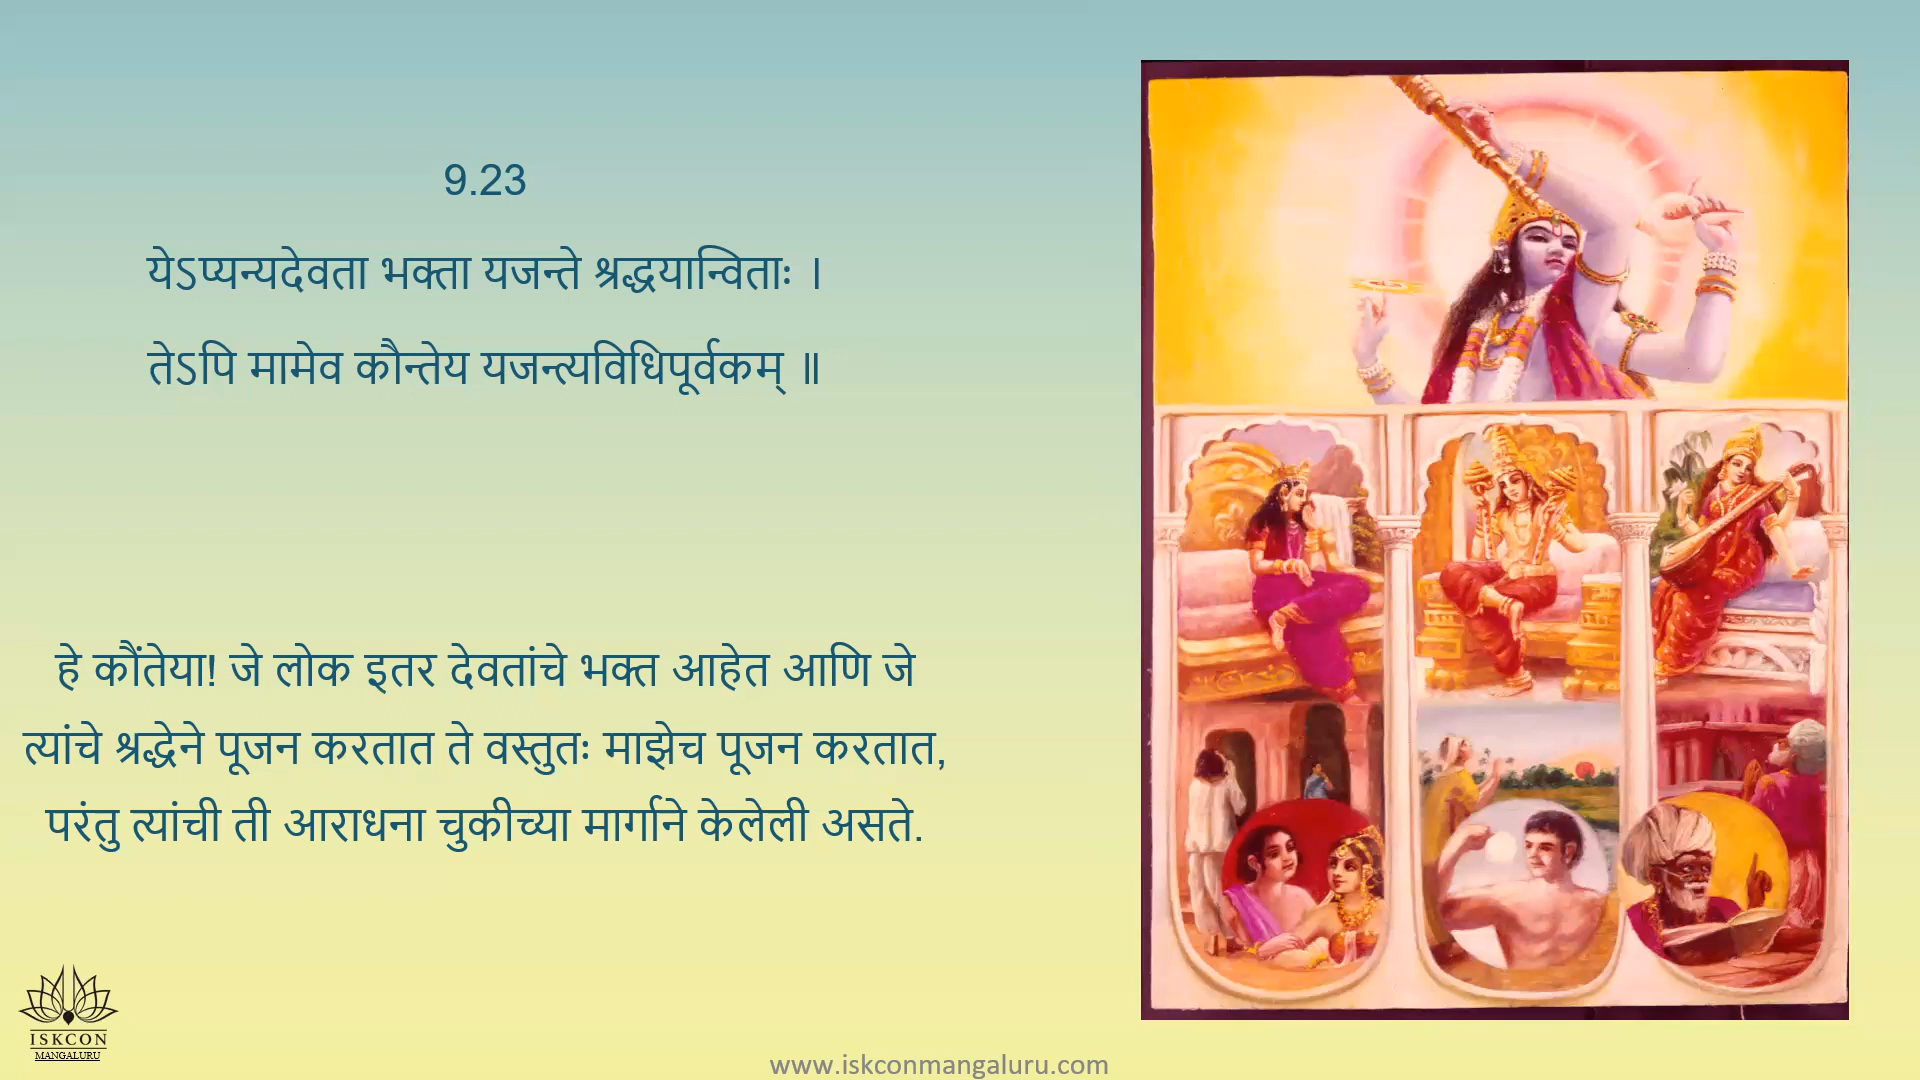 9.23
येऽप्यन्यदेवता भक्ता यजन्ते श्रद्धयान्विताः ।
तेऽपि मामेव कौन्तेय यजन्त्यविधिपूर्वकम् ॥
हे कौंतेया! जे लोक इतर देवतांचे भक्त आहेत आणि जे
त्यांचे श्रद्धेने पूजन करतात ते वस्तुतः माझेच पूजन करतात,
परंतु त्यांची ती आराधना चुकीच्या मार्गाने केलेली असते.
ISKCON
MANGALURU
www.iskconmangaluru.com